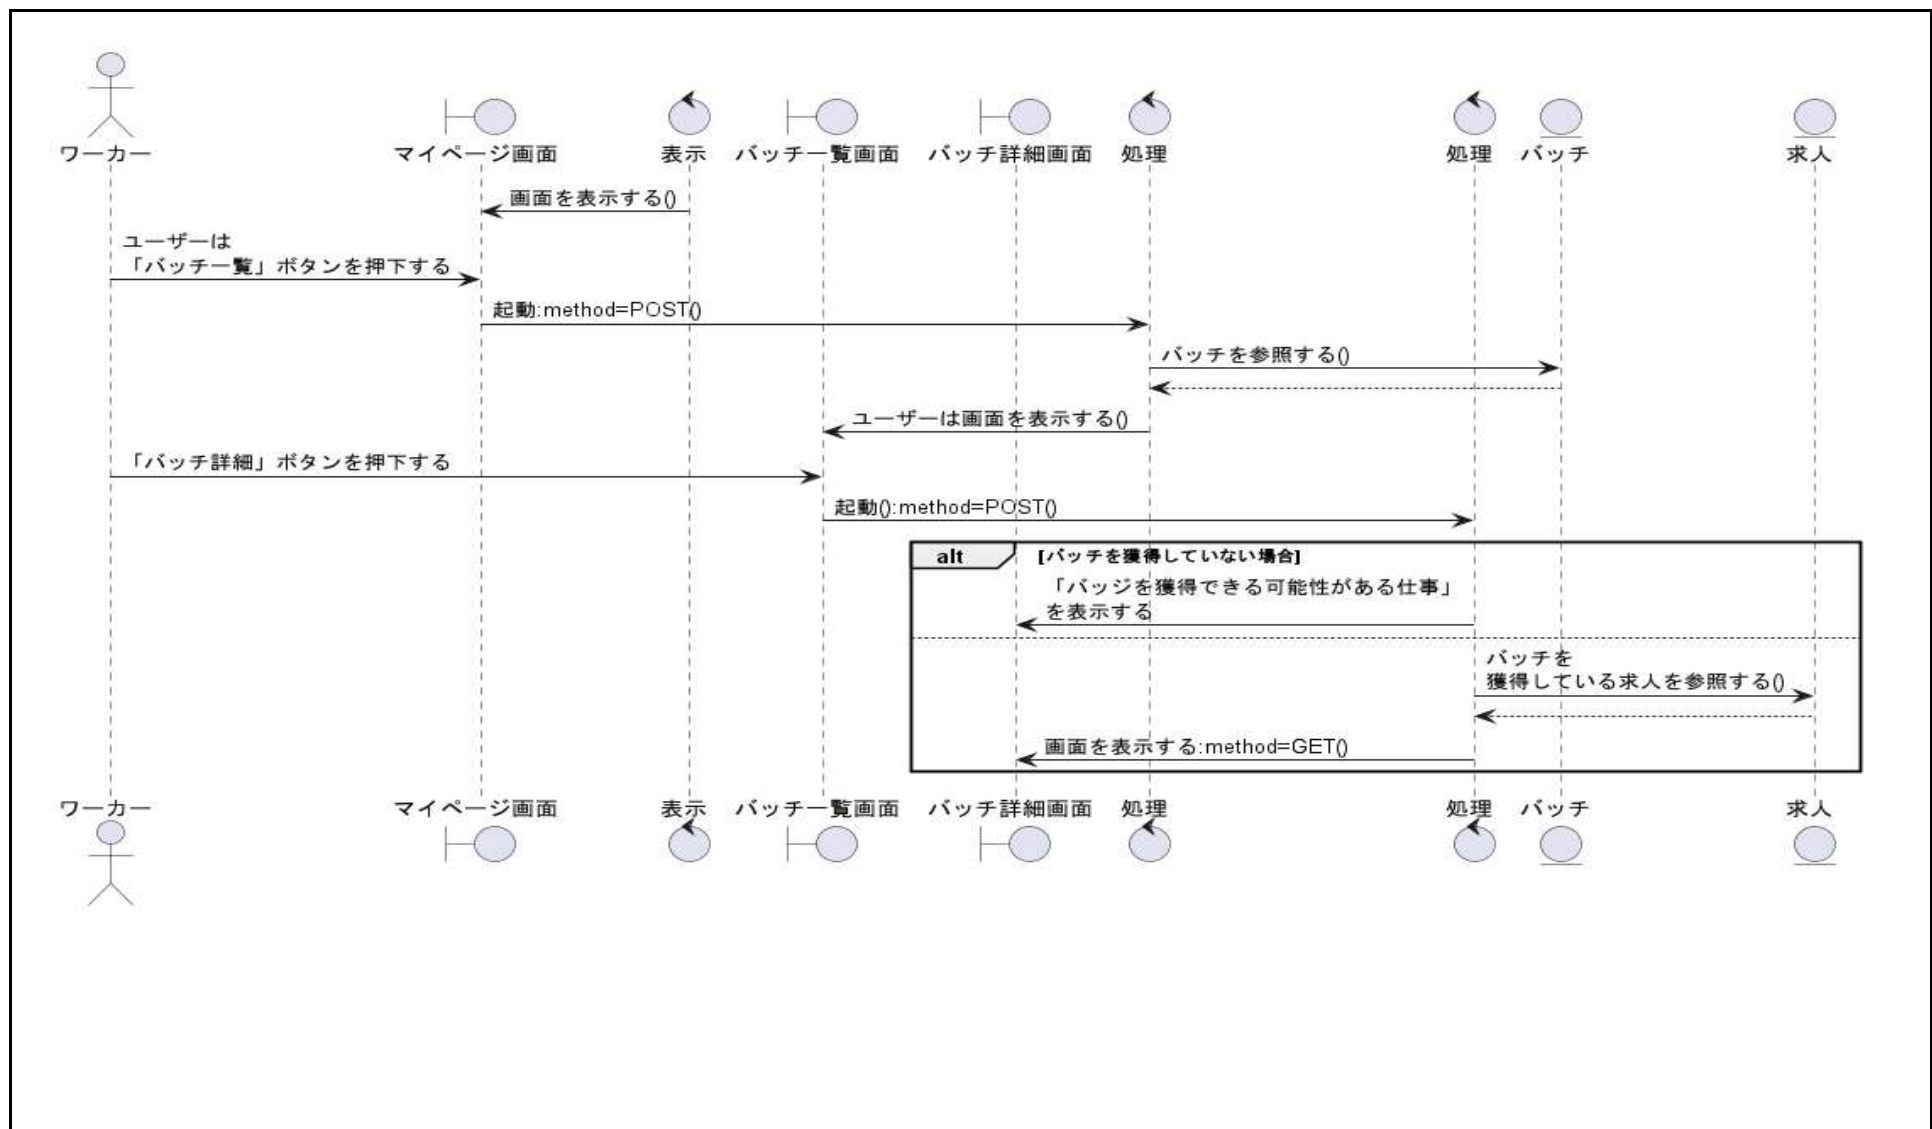 ワーカー
マイページ画面
表示
バッチ一覧画面
バッチ詳細画面
処理
処理
バッチ
求人
画面を表示する()
ユーザーは
「バッチ一覧」ボタンを押下する
起動:method=POST()
バッチを参照する()
ユーザーは画面を表示する()
「バッチ詳細」ボタンを押下する
起動():method=POST()
alt
[バッチを獲得していない場合]
「バッジを獲得できる可能性がある仕事」
を表示する
バッチを
獲得している求人を参照する()
画面を表示する:method=GET()
ワーカー
マイページ画面
表示
バッチ一覧画面
バッチ詳細画面
処理
処理
バッチ
求人